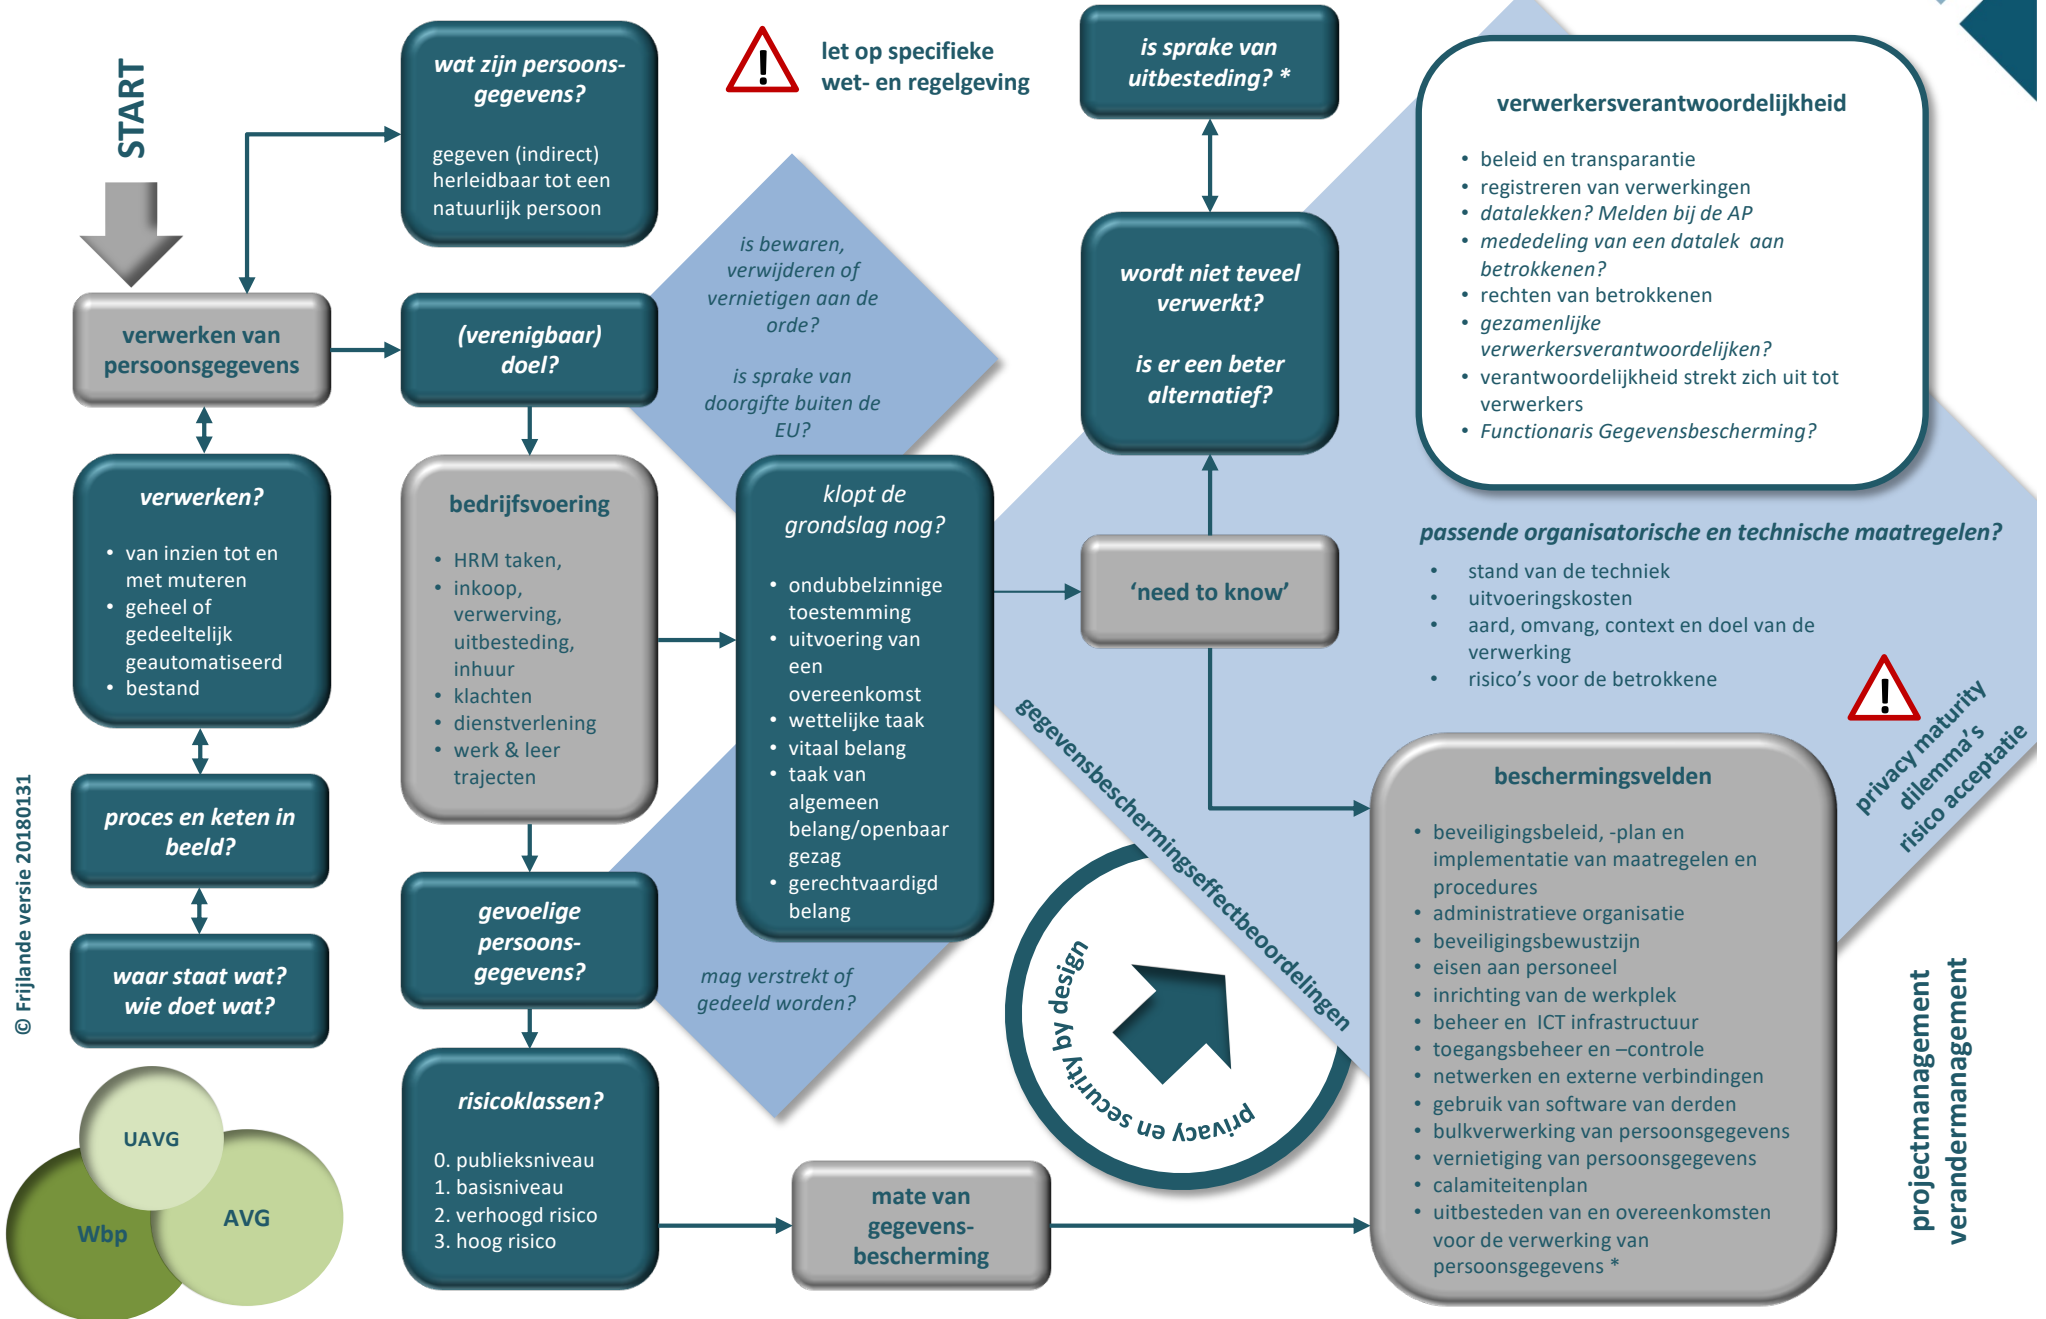 START
wat zijn persoons-
gegevens?
gegeven (indirect)
herleidbaar tot een
natuurlijk persoon
let op specifieke
wet- en regelgeving
is sprake van
uitbesteding? *
verwerken van
persoonsgegevens
(verenigbaar)
doel?
is bewaren,
verwijderen of
vernietigen aan de
orde?
is sprake van
doorgifte buiten de
EU?
wordt niet teveel
verwerkt?
is er een beter
alternatief?
verwerkersverantwoordelijkheid
• beleid en transparantie
• registreren van verwerkingen
• datalekken? Melden bij de AP
• mededeling van een datalek aan
betrokkenen?
• rechten van betrokkenen
• gezamenlijke
verwerkersverantwoordelijken?
• verantwoordelijkheid strekt zich uit tot
verwerkers
• Functionaris Gegevensbescherming?
verwerken?
• van inzien tot en
met muteren
• geheel of
gedeeltelijk
geautomatiseerd
• bestand
bedrijfsvoering
• HRM taken,
• inkoop,
verwerving,
uitbesteding,
inhuur
• klachten
• dienstverlening
• werk & leer
trajecten
klopt de
grondslag nog?
• ondubbelzinnige
toestemming
• uitvoering van
een
overeenkomst
• wettelijke taak
• vitaal belang
• taak van
algemeen
belang/openbaar
gezag
• gerechtvaardigd
belang
'need to know'
passende organisatorische en technische maatregelen?
• stand van de techniek
• uitvoeringskosten
• aard, omvang, context en doel van de
verwerking
• risico's voor de betrokkene
privacy maturity
dilemma's
risico acceptatie
gegevensbeschermingseffectbeoordelingen
proces en keten in
beeld?
waar staat wat?
wie doet wat?
gevoelige
persoons-
gegevens?
mag verstrekt of
gedeeld worden?
privacy en security by design
risicoklassen?
0. publieksniveau
1. basisniveau
2. verhoogd risico
3. hoog risico
mate van
gegevens-
bescherming
beschermingsvelden
• beveiligingsbeleid, -plan en
implementatie van maatregelen en
procedures
• administratieve organisatie
• beveiligingsbewustzijn
• eisen aan personeel
• inrichting van de werkplek
• beheer en ICT infrastructuur
• toegangsbeheer en –controle
• netwerken en externe verbindingen
• gebruik van software van derden
• bulkverwerking van persoonsgegevens
• vernietiging van persoonsgegevens
• calamiteitenplan
• uitbesteden van en overeenkomsten
voor de verwerking van
persoonsgegevens *
projectmanagement
verandermanagement
© Frijlande versie 20180131
UAVG
Wbp
AVG